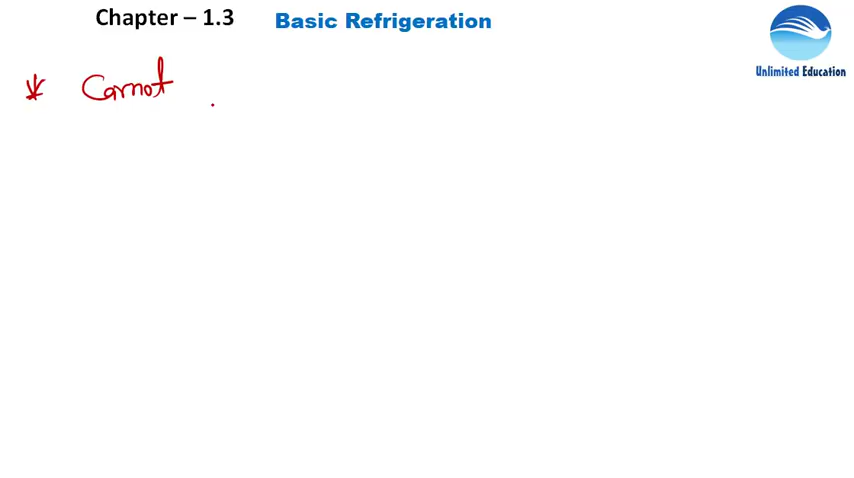 Chapter – 1.3 Basic Refrigeration
Unlimited Education
* Carnot